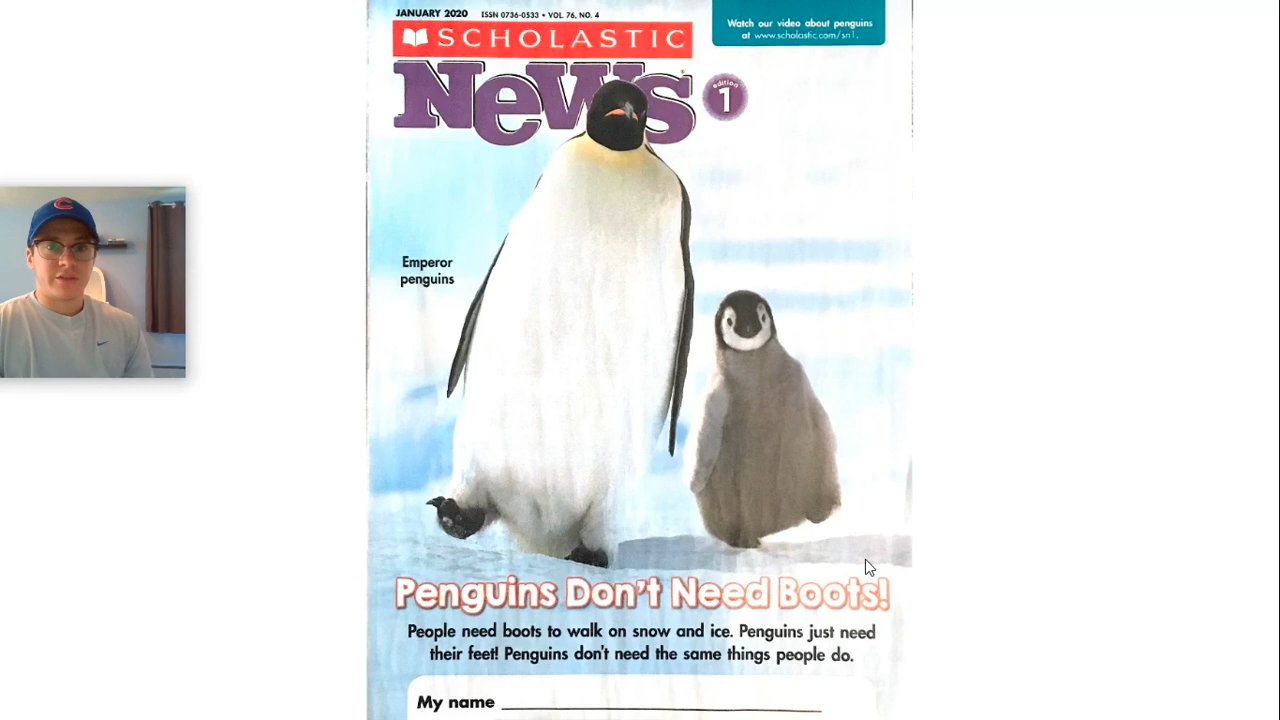 JANUARY 2020 ISSN 0736-0533 • VOL. 76, NO. 4
Watch our video about penguins
at www.scholastic.com/sn1.
SCHOLASTIC
NeWs
edition
1
C
Emperor
penguins
Penguins Don't Need Boots!
People need boots to walk on snow and ice. Penguins just need
their feet! Penguins don't need the same things people do.
My name